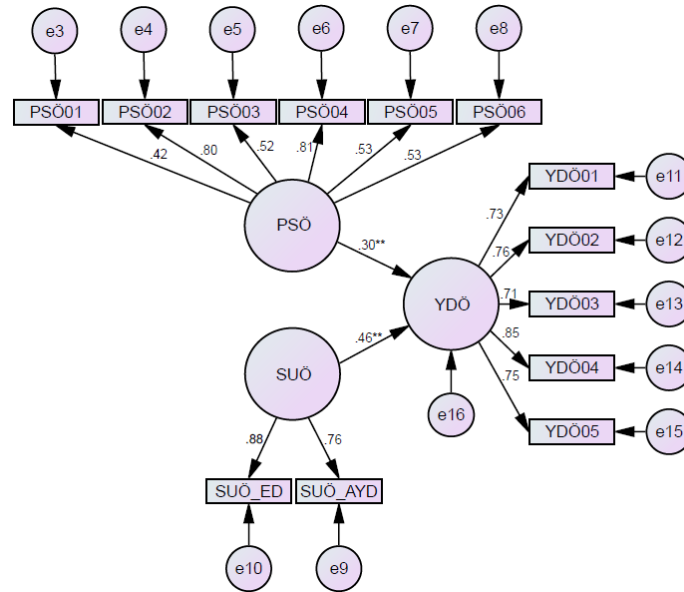 e3 e4 e5 e6 e7 e8
PSÖ01 PSÖ02 PSÖ03 PSÖ04 PSÖ05 PSÖ06
.42 .80 .52 .81 .53 .53
PSÖ
.30**
SUÖ
.46**
YDÖ
e16
.73 YDÖ01 e11
.76 YDÖ02 e12
.71 YDÖ03 e13
.85 YDÖ04 e14
.75 YDÖ05 e15
.88 .76
SUÖ_ED SUÖ_AYD
e10 e9